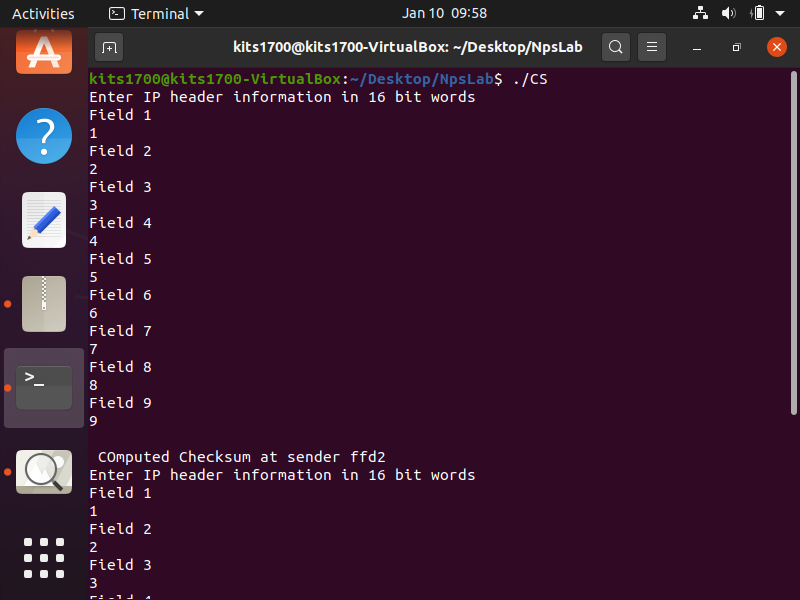 Activities
Terminal
Jan 10 09:58
kits1700@kits1700-VirtualBox: ~/Desktop/NpsLab
kits1700@kits1700-VirtualBox:~/Desktop/NpsLab$ ./CS
Enter IP header information in 16 bit words
Field 1
1
Field 2
2
Field 3
3
Field 4
4
Field 5
5
Field 6
6
Field 7
7
Field 8
8
Field 9
9
COmputed Checksum at sender ffd2
Enter IP header information in 16 bit words
Field 1
1
Field 2
2
Field 3
3
Field 4